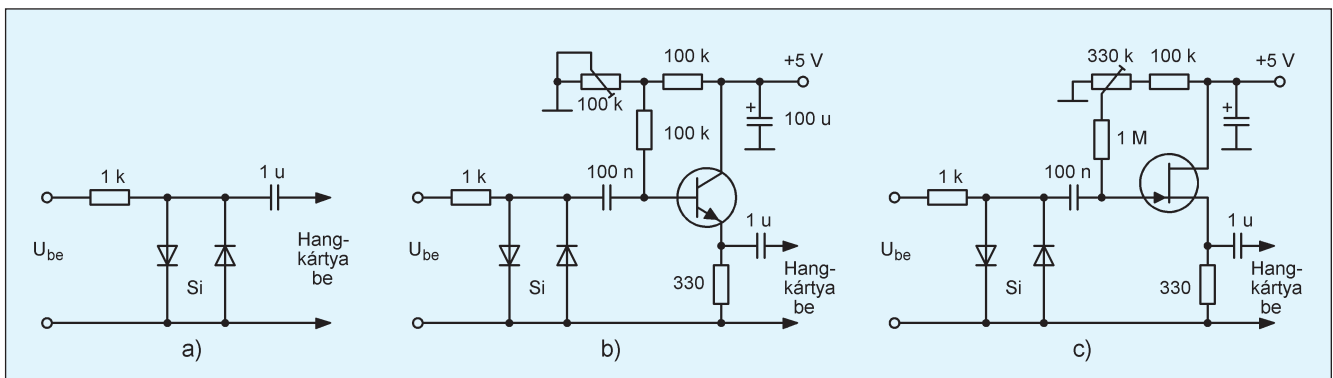 1 k
1 u
U be
Si
Hang-
kártya
be
a)
100 k
100 k
+5 V
+
100 u
100 k
1 k
100 n
1 u
U be
Si
330
Hang-
kártya
be
b)
330 k
100 k
+5 V
+
1 M
1 k
100 n
1 u
U be
Si
330
Hang-
kártya
be
c)